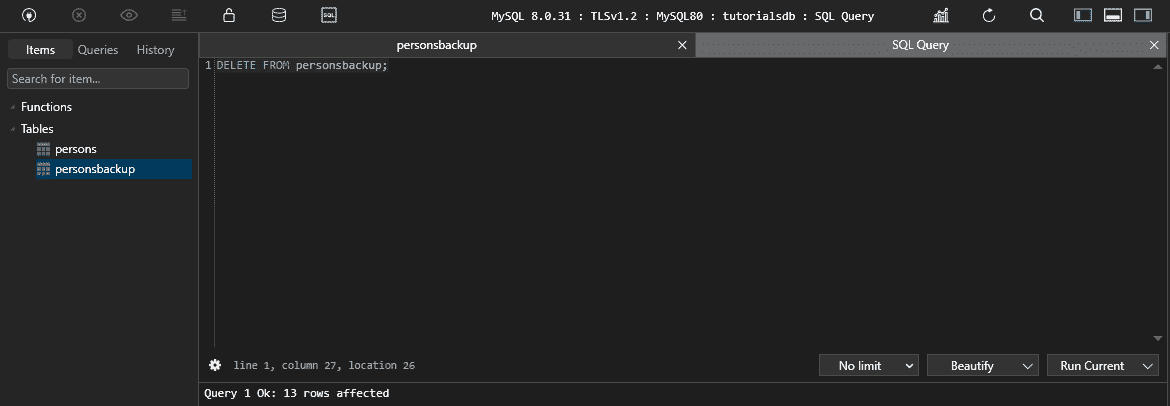 SQL
MySQL 8.0.31 : TLSv1.2 : MySQL80 : tutorialsdb : SQL Query
Items Queries History
personsbackup
SQL Query
Search for item...
1 DELETE FROM personsbackup;
Functions
Tables
persons
personsbackup
line 1, column 27, location 26
No limit
Beautify
Run Current
Query 1 Ok: 13 rows affected